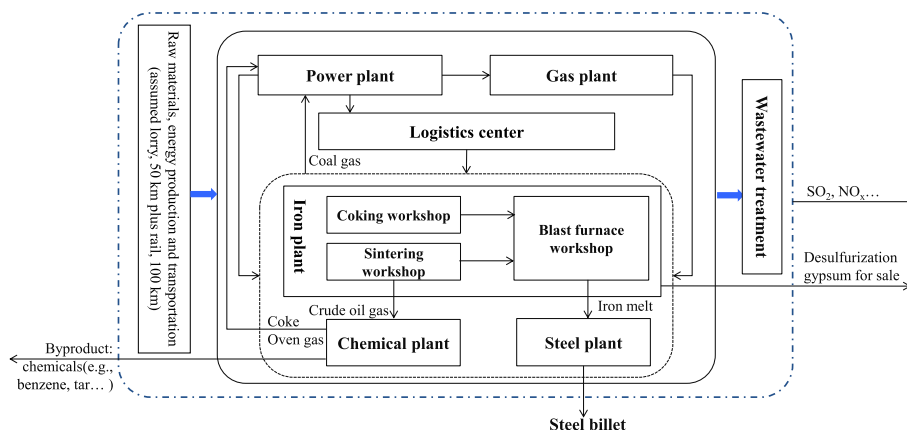 Raw materials, energy production and transportation
(assumed lorry, 50 km plus rail, 100 km)
Power plant
Gas plant
Logistics center
Coal gas
Iron plant
Coking workshop
Sintering
workshop
Blast furnace
workshop
Crude oil gas
Iron melt
Coke
Oven gas
Chemical plant
Steel plant
Wastewater treatment
SO₂, NOₓ…
Desulfurization
gypsum for sale
Byproduct:
chemicals(e.g.,
benzene, tar… )
Steel billet